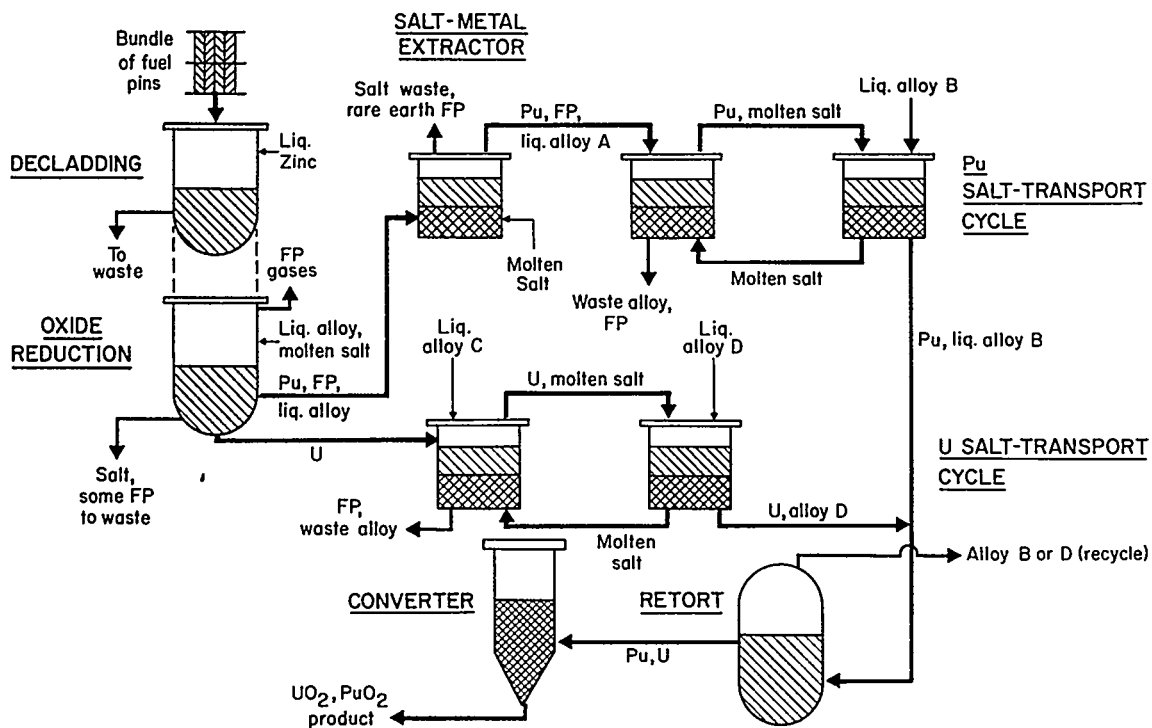 Bundle
of fuel
pins
DECLADDING
Liq.
Zinc
To
waste
FP
gases
OXIDE
REDUCTION
Liq. alloy,
molten salt
Pu, FP,
liq. alloy
U
Salt,
some FP
to waste
SALT-METAL
EXTRACTOR
Salt waste,
rare earth FP
Pu, FP,
liq. alloy A
Molten
Salt
Pu, molten salt
Liq. alloy B
Waste alloy,
FP
Molten salt
Pu
SALT-TRANSPORT
CYCLE
Pu, liq. alloy B
Liq.
alloy C
U, molten salt
Liq.
alloy D
U SALT-TRANSPORT
CYCLE
FP,
waste alloy
Molten
salt
U, alloy D
Alloy B or D (recycle)
CONVERTER
RETORT
Pu, U
UO2, PuO2
product